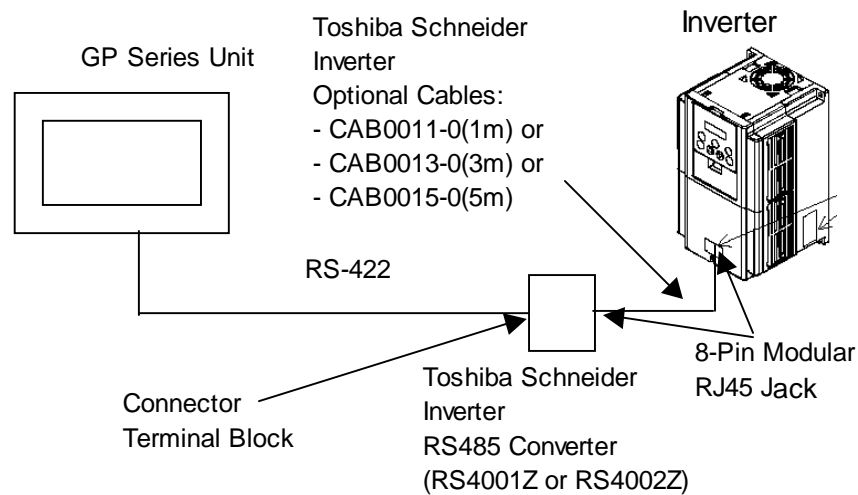 GP Series Unit
Toshiba Schneider
Inverter
Optional Cables:
- CAB0011-0(1m) or
- CAB0013-0(3m) or
- CAB0015-0(5m)
Inverter
RS-422
8-Pin Modular
RJ45 Jack
Connector
Terminal Block
Toshiba Schneider
Inverter
RS485 Converter
(RS4001Z or RS4002Z)